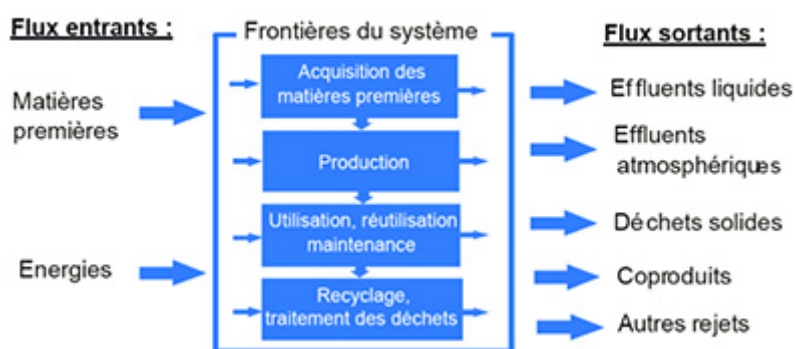 Flux entrants :
Matières
premières
Energies
Frontières du système
Acquisition des
matières premières
Production
Utilisation, réutilisation
maintenance
Recyclage,
traitement des déchets
Flux sortants :
Effluents liquides
Effluents
atmosphériques
Déchets solides
Coproduits
Autres rejets